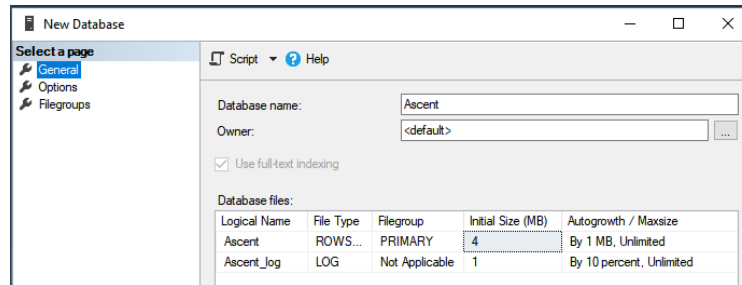 New Database
Select a page
General
Options
Filegroups
Script Help
Database name: Ascent
Owner: <default> ...
Use full-text indexing
Database files:
Logical Name File Type Filegroup Initial Size (MB) Autogrowth / Maxsize
Ascent ROWS... PRIMARY 4 By 1 MB, Unlimited
Ascent_log LOG Not Applicable 1 By 10 percent, Unlimited